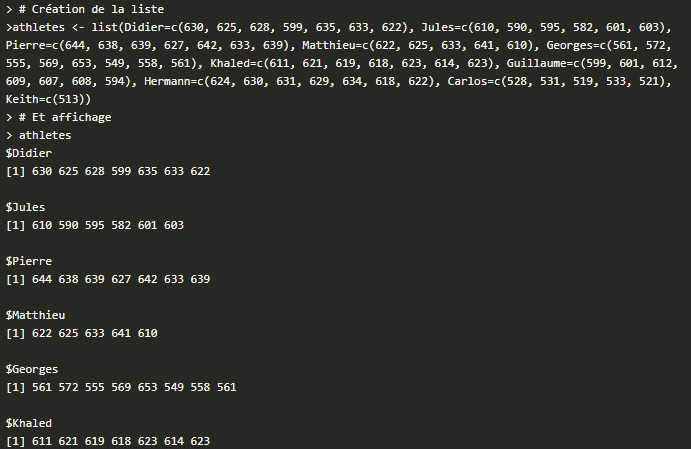 > # Création de la liste
>athletes <- list(Didier=c(630, 625, 628, 599, 635, 633, 622), Jules=c(610, 590, 595, 582, 601, 603),
Pierre=c(644, 638, 639, 627, 642, 633, 639), Matthieu=c(622, 625, 633, 641, 610), Georges=c(561, 572,
555, 569, 653, 549, 558, 561), Khaled=c(611, 621, 619, 618, 623, 614, 623), Guillaume=c(599, 601, 612,
609, 607, 608, 594), Hermann=c(624, 630, 631, 629, 634, 618, 622), Carlos=c(528, 531, 519, 533, 521),
Keith=c(513))
> # Et affichage
> athletes
$Didier
[1] 630 625 628 599 635 633 622
$Jules
[1] 610 590 595 582 601 603
$Pierre
[1] 644 638 639 627 642 633 639
$Matthieu
[1] 622 625 633 641 610
$Georges
[1] 561 572 555 569 653 549 558 561
$Khaled
[1] 611 621 619 618 623 614 623